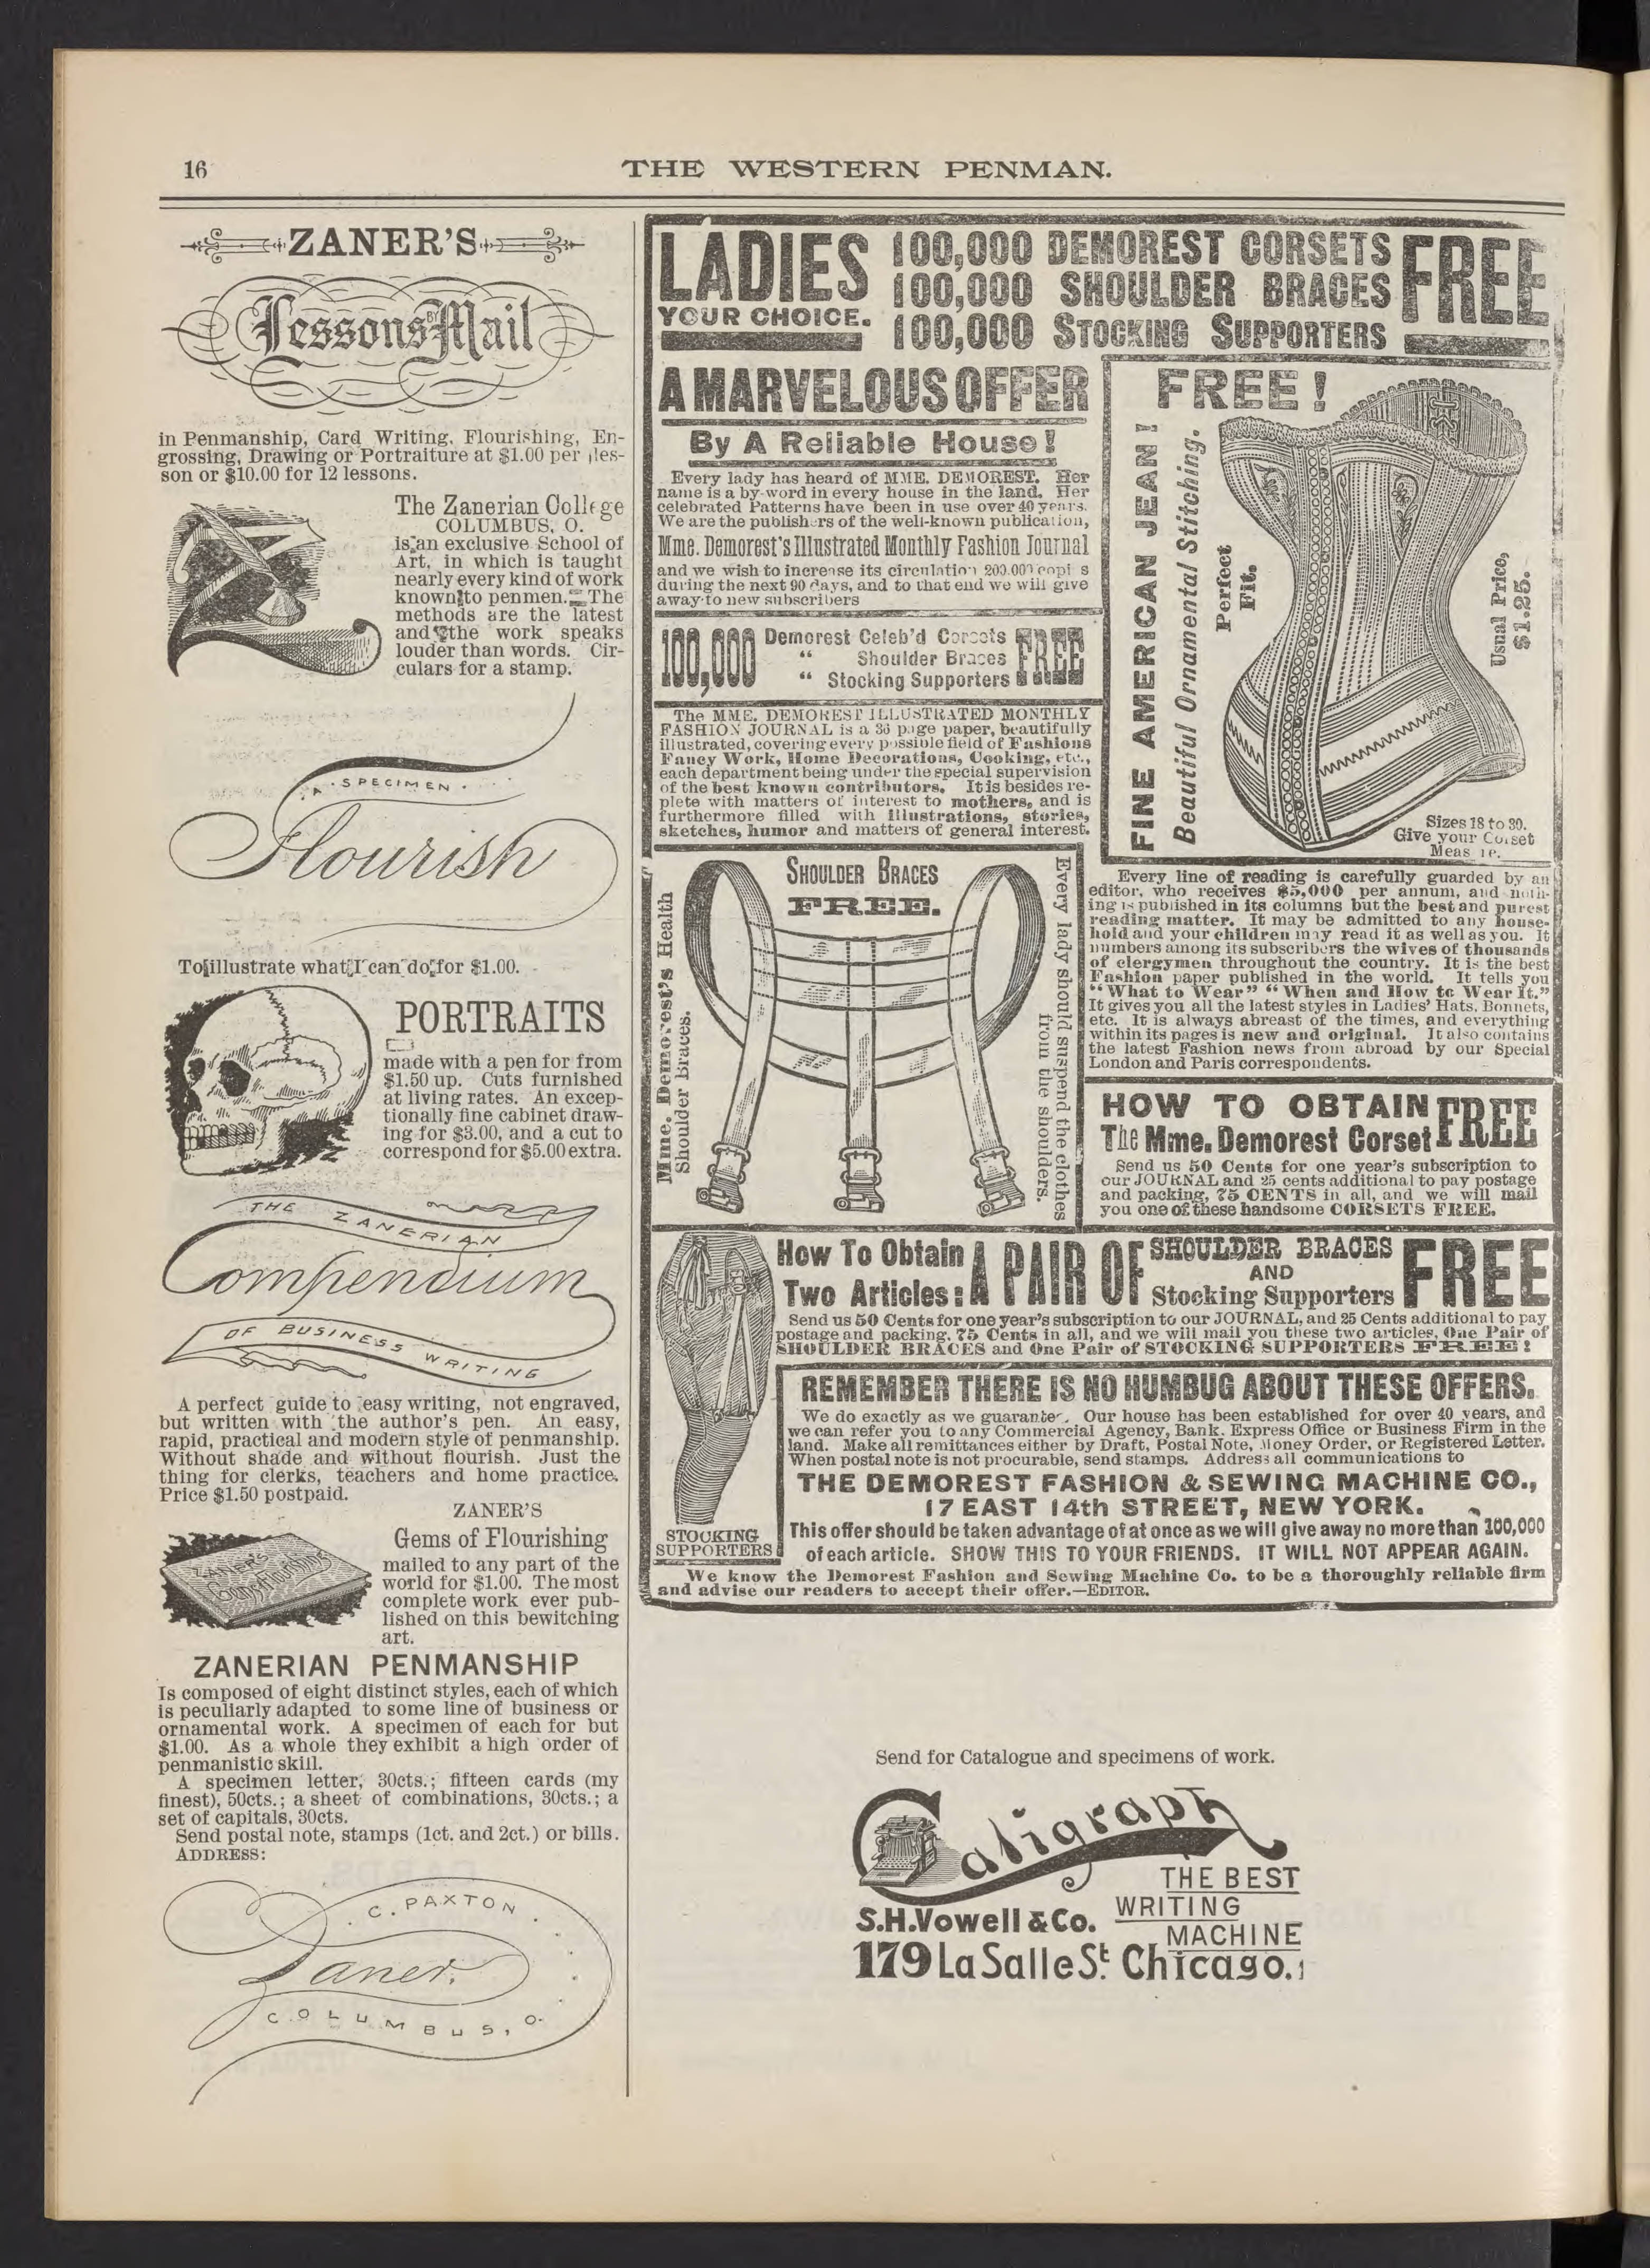 16
THE WESTERN PENMAN.
ZANER'S
Lessons BY Mail
in Penmanship, Card Writing, Flourishing, En-
grossing, Drawing or Portraiture at $1.00 per les-
son or $10.00 for 12 lessons.
The Zanerian College
COLUMBUS, O.
is an exclusive School of
Art, in which is taught
nearly every kind of work
known to penmen. The
methods are the latest
and the work speaks
louder than words. Cir-
culars for a stamp.
A SPECIMEN
Flourish
To illustrate what I can do for $1.00.
PORTRAITS
made with a pen for from
$1.50 up. Cuts furnished
at living rates. An excep-
tionally fine cabinet draw-
ing for $3.00, and a cut to
correspond for $5.00 extra.
THE ZANERIAN
Compendium
OF BUSINESS WRITING
A perfect guide to easy writing, not engraved,
but written with the author's pen. An easy,
rapid, practical and modern style of penmanship.
Without shade and without flourish. Just the
thing for clerks, teachers and home practice.
Price $1.50 postpaid.
ZANER'S
Gems of Flourishing
ZANER'S
Gems of Flourishing
mailed to any part of the
world for $1.00. The most
complete work ever pub-
lished on this bewitching
art.
ZANERIAN PENMANSHIP
Is composed of eight distinct styles, each of which
is peculiarly adapted to some line of business or
ornamental work. A specimen of each for but
$1.00. As a whole they exhibit a high order of
penmanistic skill.
A specimen letter, 30cts.; fifteen cards (my
finest), 50cts.; a sheet of combinations, 30cts.; a
set of capitals, 30cts.
Send postal note, stamps (1ct. and 2ct.) or bills.
ADDRESS:
C. PAXTON
Zaner,
COLUMBUS, O.
LADIES
YOUR CHOICE.
100,000 DEMOREST CORSETS
100,000 SHOULDER BRACES
100,000 STOCKING SUPPORTERS
FREE
A MARVELOUS OFFER
By A Reliable House!
Every lady has heard of MME. DEMOREST. Her
name is a by-word in every house in the land. Her
celebrated Patterns have been in use over 40 years.
We are the publishers of the well-known publication,
Mme. Demorest's Illustrated Monthly Fashion Journal
and we wish to increase its circulation 200.000 copies
during the next 90 days, and to that end we will give
away to new subscribers
100,000
Demorest Celeb'd Corsets
" Shoulder Braces
" Stocking Supporters
FREE
The MME. DEMOREST ILLUSTRATED MONTHLY
FASHION JOURNAL is a 36 page paper, beautifully
illustrated, covering every possible field of Fashions
Fancy Work, Home Decorations, Cooking, etc.,
each department being under the special supervision
of the best known contributors. It is besides re-
plete with matters of interest to mothers, and is
furthermore filled with illustrations, stories,
sketches, humor and matters of general interest.
FREE!
FINE AMERICAN JEAN!
Beautiful Ornamental Stitching.
Perfect
Fit.
Usual Price,
$1.25.
Sizes 18 to 30.
Give your Corset
Measure.
SHOULDER BRACES
FREE.
Mme. Demorest's Health
Shoulder Braces.
Every lady should suspend the clothes
from the shoulders.
Every line of reading is carefully guarded by an
editor, who receives $5,000 per annum, and noth-
ing is published in its columns but the best and purest
reading matter. It may be admitted to any house-
hold and your children may read it as well as you. It
numbers among its subscribers the wives of thousands
of clergymen throughout the country. It is the best
Fashion paper published in the world. It tells you
"What to Wear" "When and How to Wear It."
It gives you all the latest styles in Ladies' Hats, Bonnets,
etc. It is always abreast of the times, and everything
within its pages is new and original. It also contains
the latest Fashion news from abroad by our Special
London and Paris correspondents.
HOW TO OBTAIN
The Mme. Demorest Corset
FREE
Send us 50 Cents for one year's subscription to
our JOURNAL and 25 cents additional to pay postage
and packing, 75 CENTS in all, and we will mail
you one of these handsome CORSETS FREE.
How To Obtain
Two Articles:
A PAIR OF
SHOULDER BRACES
AND
Stocking Supporters
FREE
Send us 50 Cents for one year's subscription to our JOURNAL, and 25 Cents additional to pay
postage and packing, 75 Cents in all, and we will mail you these two articles, One Pair of
SHOULDER BRACES and One Pair of STOCKING SUPPORTERS FREE!
STOCKING
SUPPORTERS
REMEMBER THERE IS NO HUMBUG ABOUT THESE OFFERS.
We do exactly as we guarantee. Our house has been established for over 40 years, and
we can refer you to any Commercial Agency, Bank, Express Office or Business Firm in the
land. Make all remittances either by Draft, Postal Note, Money Order, or Registered Letter.
When postal note is not procurable, send stamps. Address all communications to
THE DEMOREST FASHION & SEWING MACHINE CO.,
17 EAST 14th STREET, NEW YORK.
This offer should be taken advantage of at once as we will give away no more than 100,000
of each article. SHOW THIS TO YOUR FRIENDS. IT WILL NOT APPEAR AGAIN.
We know the Demorest Fashion and Sewing Machine Co. to be a thoroughly reliable firm
and advise our readers to accept their offer.—EDITOR.
Send for Catalogue and specimens of work.
Caligraph
THE BEST
WRITING
MACHINE
S.H.Vowell & Co.
179 La Salle St. Chicago.